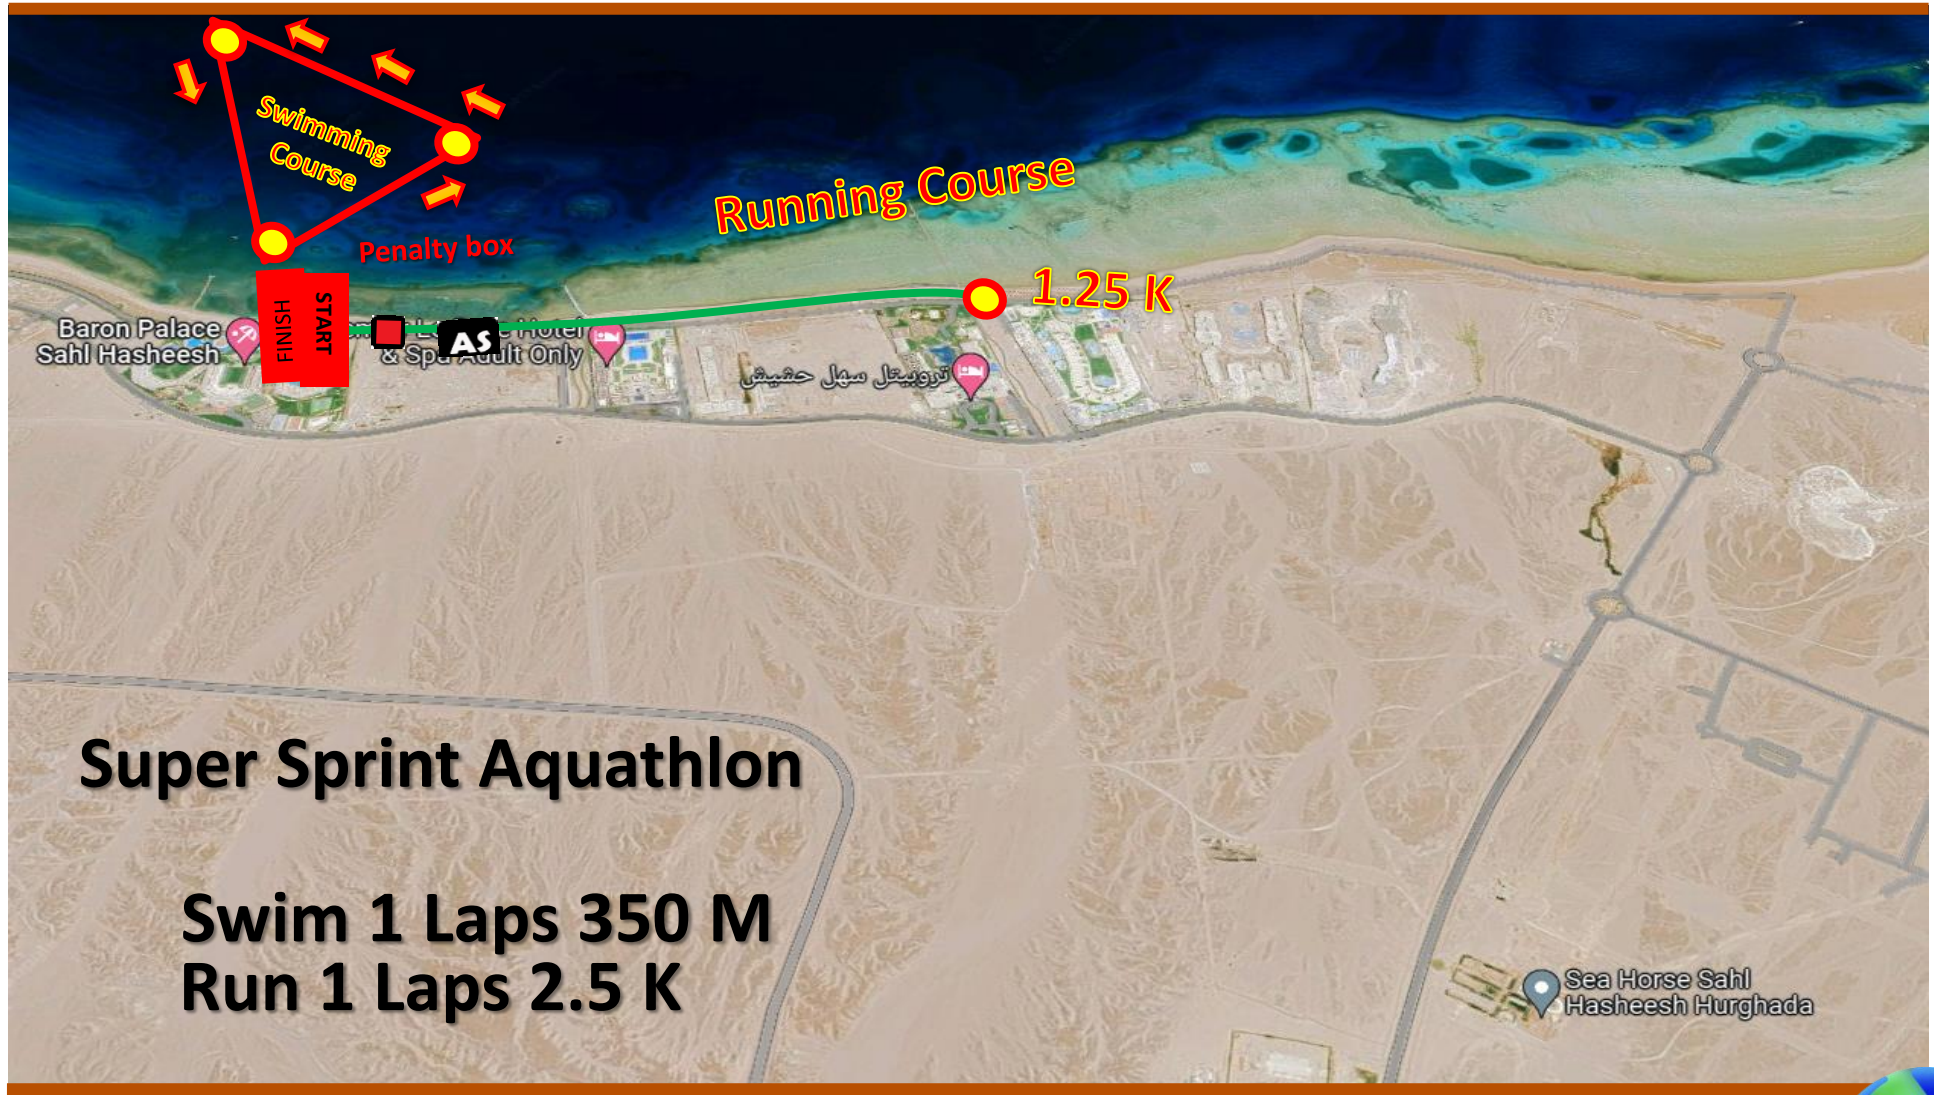 Swimming
Course
Running Course
Penalty box
1.25 K
FINISH
START
Baron Palace
Sahl Hasheesh
AS
Hotel
& Spa Adult Only
تروبيتل سهل حشيش
Super Sprint Aquathlon
Swim 1 Laps 350 M
Run 1 Laps 2.5 K
Sea Horse Sahl
Hasheesh Hurghada